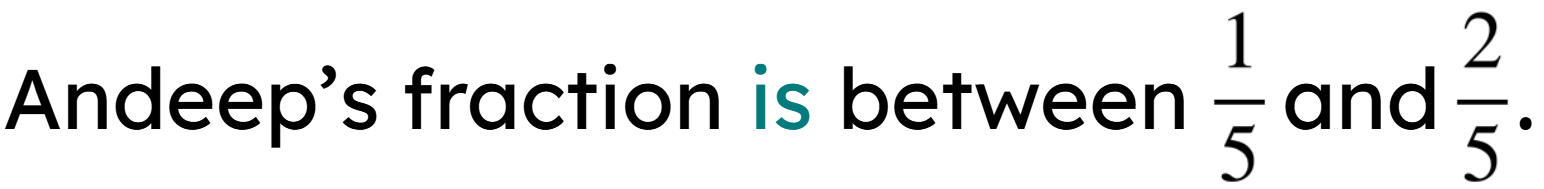 Andeep’s fraction is between 1/5 and 2/5.